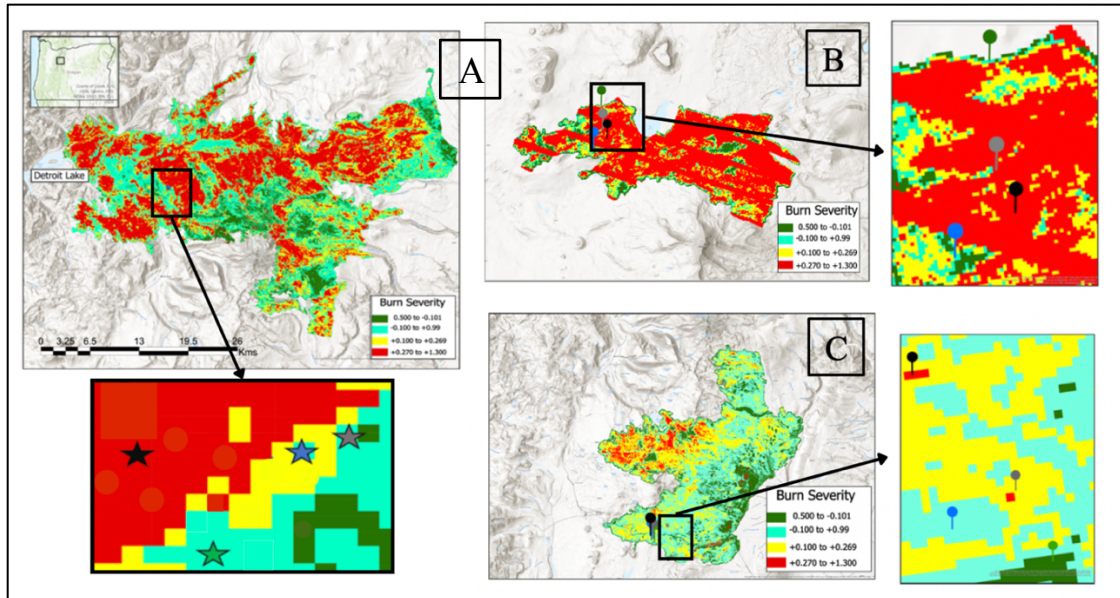 A
Oregon
Detroit Lake
Burn Severity
0.500 to -0.101
-0.100 to +0.99
+0.100 to +0.269
+0.270 to +1.300
0 3.25 6.5 13 19.5 26
Kms
B
Burn Severity
0.500 to -0.101
-0.100 to +0.99
+0.100 to +0.269
+0.270 to +1.300
C
Burn Severity
0.500 to -0.101
-0.100 to +0.99
+0.100 to +0.269
+0.270 to +1.300